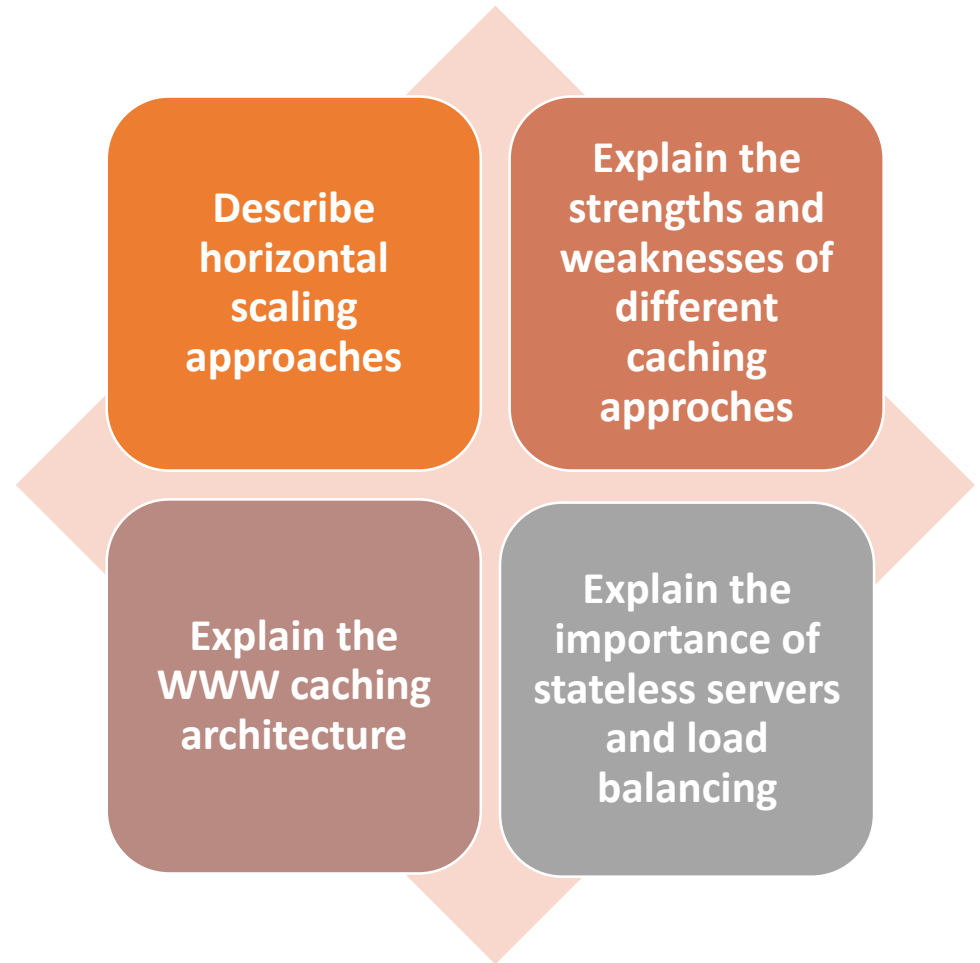 Describe
horizontal
scaling
approaches
Explain the
strengths and
weaknesses of
different
caching
approches
Explain the
WWW caching
architecture
Explain the
importance of
stateless servers
and load
balancing